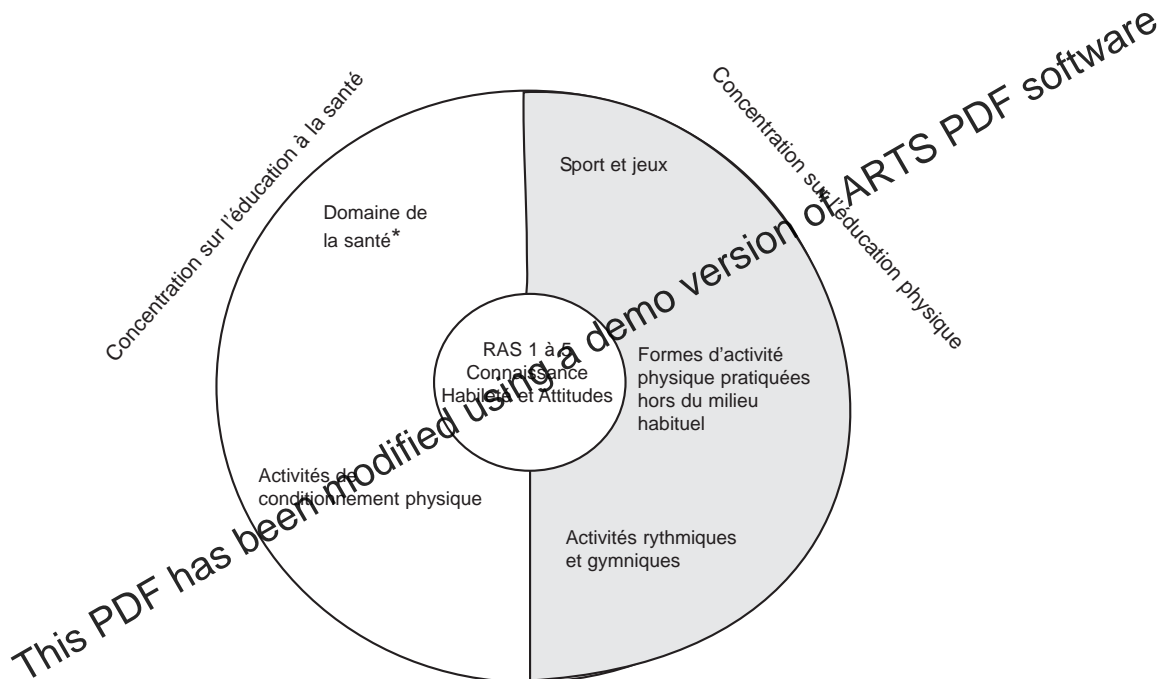 Concentration sur l'éducation à la santé
Concentration sur l'éducation physique
Sport et jeux
Domaine de
la santé*
RAS 1 à 5
Connaissance
Habileté et Attitudes
Formes d'activité
physique pratiquées
hors du milieu
habituel
Activités de
conditionnement physique
Activités rythmiques
et gymniques
This PDF has been modified using a demo version of ARTS PDF software